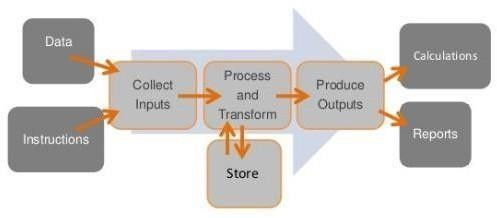 Data
Instructions
Collect
Inputs
Process
and
Transform
Store
Produce
Outputs
Calculations
Reports